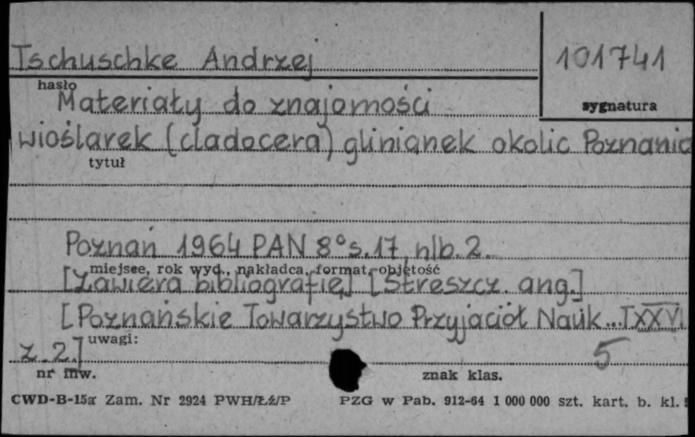 Tschuschke Andrzej 101741
hasło
Materiały do znajomości sygnatura
wioślarek (cladocera) glinianek okolic Poznania
tytuł
Poznań 1964 PAN 8° s. 17, nlb. 2.
miejsce, rok wyd., nakładca, format, objętość
[Zawiera bibliografię] [Streszcz. ang.]
[Poznańskie Towarzystwo Przyjaciół Nauk... T XXVI
uwagi:
z. 2.] 5
nr inw. znak klas.
CWD-B-15a Zam. Nr 2924 PWH/Łź/P PZG w Pab. 912-64 1 000 000 szt. kart. b. kl.